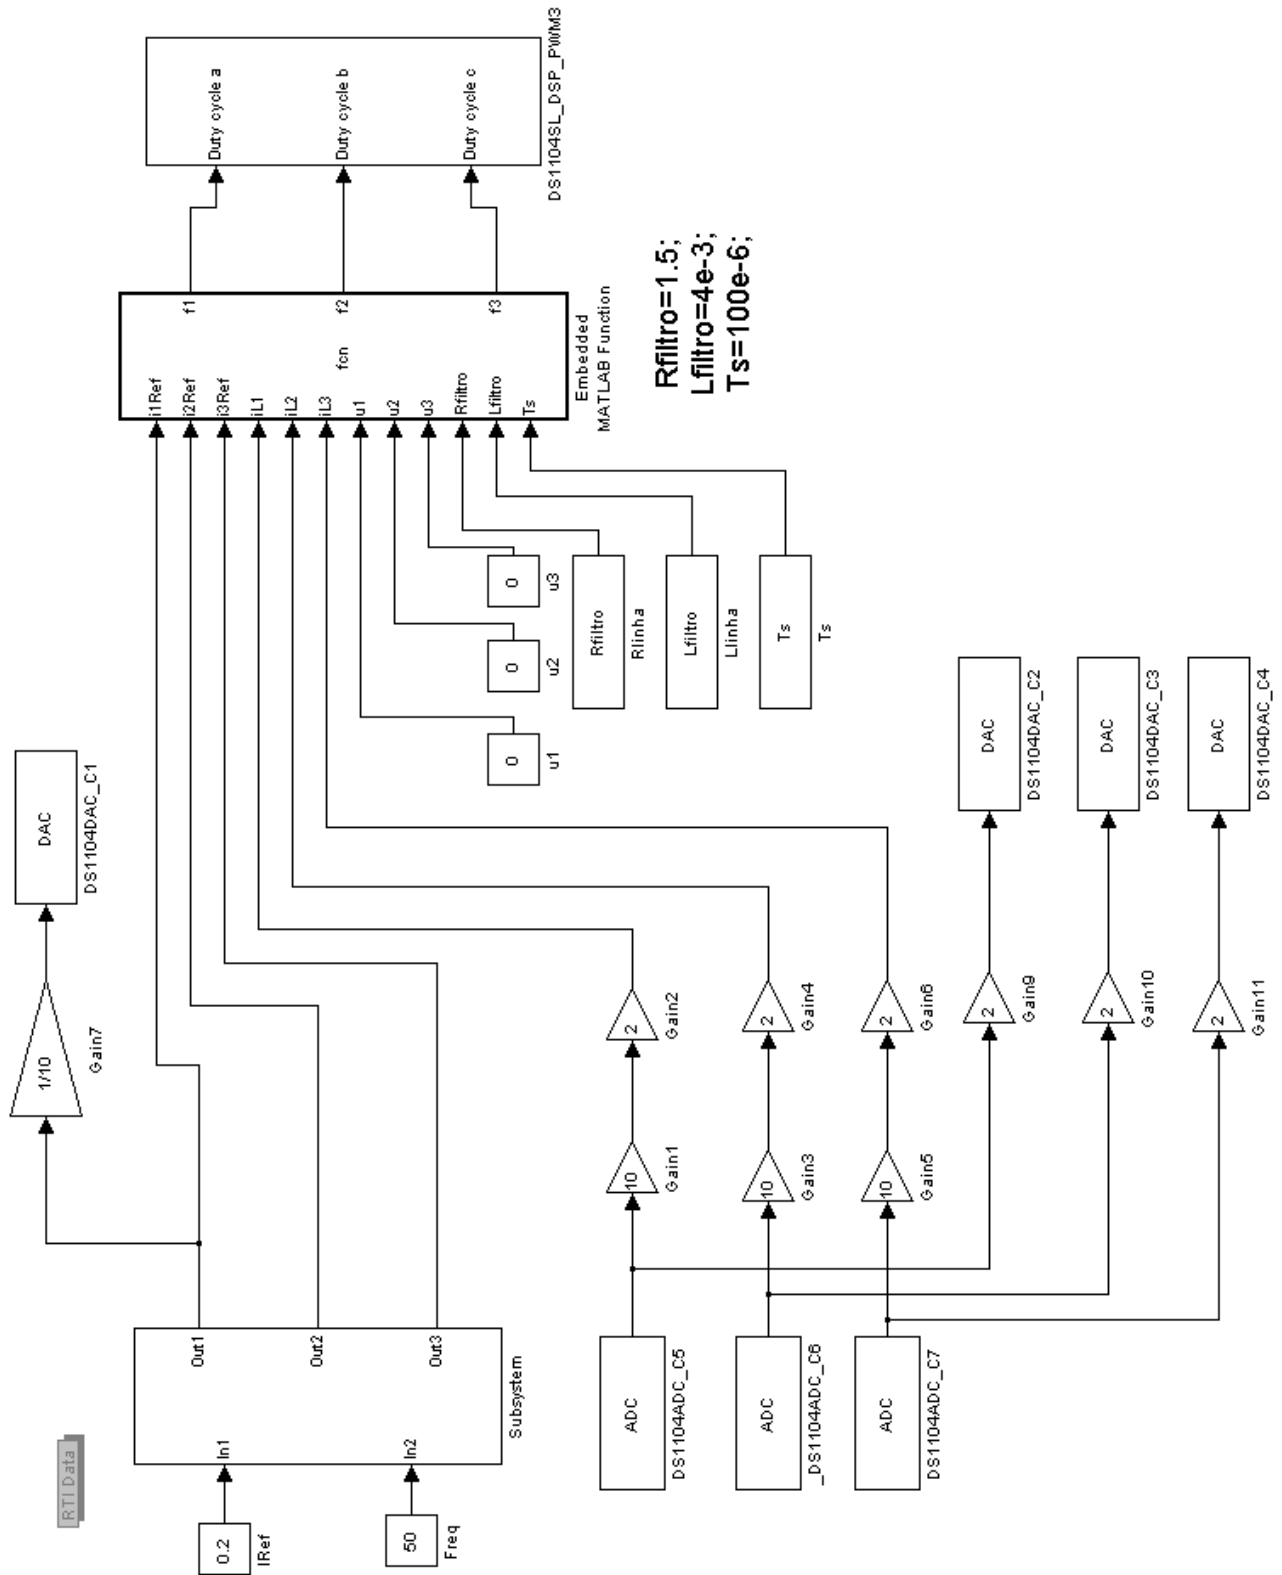 RTI Data
0.2
IRef
50
Freq
In1
In2
Out1
Out2
Out3
Subsystem
1/10
Gain7
DAC
DS1104DAC_C1
ADC
DS1104ADC_C5
ADC
_DS1104ADC_C6
ADC
DS1104ADC_C7
10
Gain1
10
Gain3
10
Gain5
2
Gain2
2
Gain4
2
Gain6
2
Gain9
2
Gain10
2
Gain11
DAC
DS1104DAC_C2
DAC
DS1104DAC_C3
DAC
DS1104DAC_C4
0
u1
0
u2
0
u3
Rfiltro
Rlinha
Lfiltro
Llinha
Ts
Ts
i1Ref
i2Ref
i3Ref
iL1
iL2
iL3
u1
u2
u3
Rfiltro
Lfiltro
Ts
fcn
f1
f2
f3
Embedded
MATLAB Function
Rfiltro=1.5;
Lfiltro=4e-3;
Ts=100e-6;
Duty cycle a
Duty cycle b
Duty cycle c
DS1104SL_DSP_PWM3